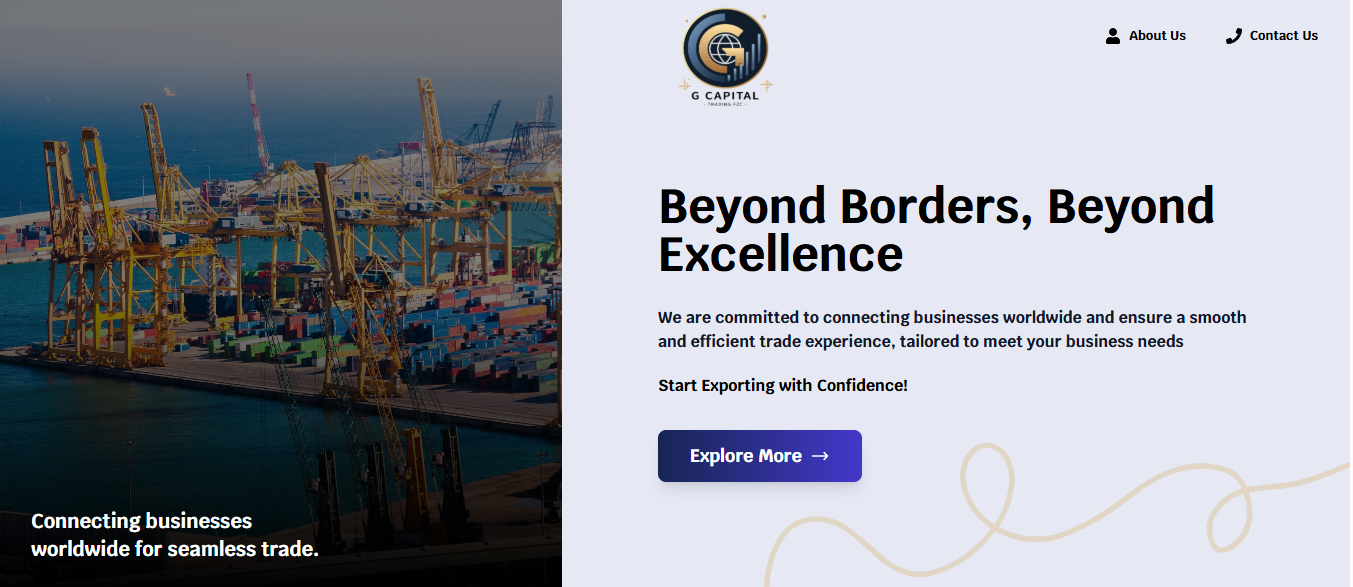 G CAPITAL
- TRADING FZC -
About Us
Contact Us
Beyond Borders, Beyond
Excellence
We are committed to connecting businesses worldwide and ensure a smooth
and efficient trade experience, tailored to meet your business needs
Start Exporting with Confidence!
Explore More →
Connecting businesses
worldwide for seamless trade.